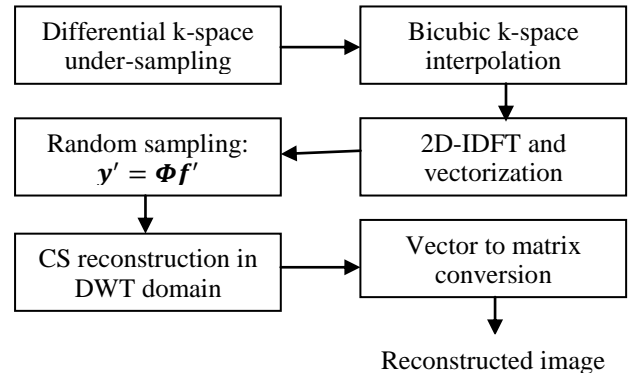 Differential k-space
under-sampling
Bicubic k-space
interpolation
2D-IDFT and
vectorization
Random sampling:
y′ = Φf′
CS reconstruction in
DWT domain
Vector to matrix
conversion
Reconstructed image